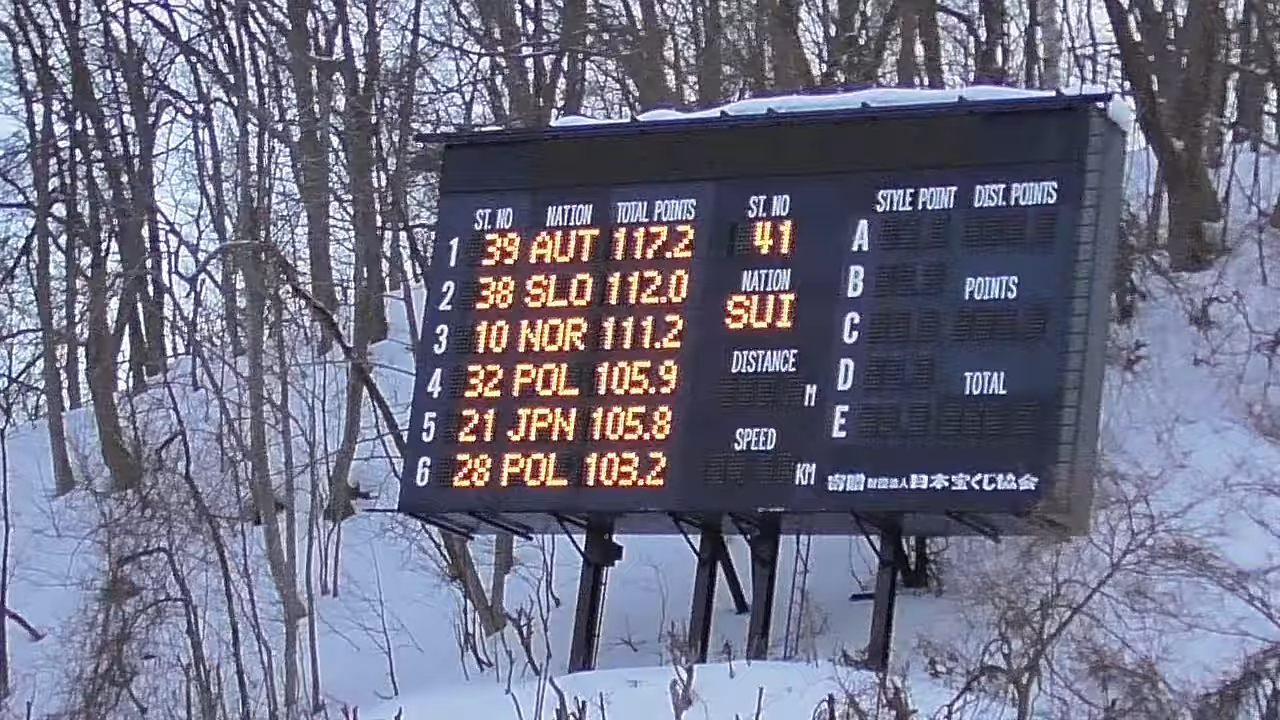 ST. NO NATION TOTAL POINTS
1 39 AUT 117.2
2 38 SLO 112.0
3 10 NOR 111.2
4 32 POL 105.9
5 21 JPN 105.8
6 28 POL 103.2
ST. NO
41
NATION
SUI
DISTANCE
M
SPEED
KM
STYLE POINT DIST. POINTS
A
B
POINTS
C
D
TOTAL
E
寄贈 財団法人 日本宝くじ協会